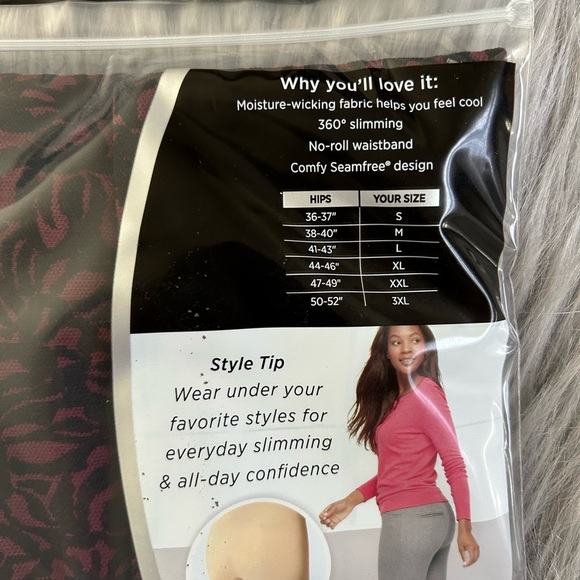 Why you'll love it:
Moisture-wicking fabric helps you feel cool
360° slimming
No-roll waistband
Comfy Seamfree® design
HIPS YOUR SIZE
36-37" S
38-40" M
41-43" L
44-46" XL
47-49" XXL
50-52" 3XL
Style Tip
Wear under your
favorite styles for
everyday slimming
& all-day confidence